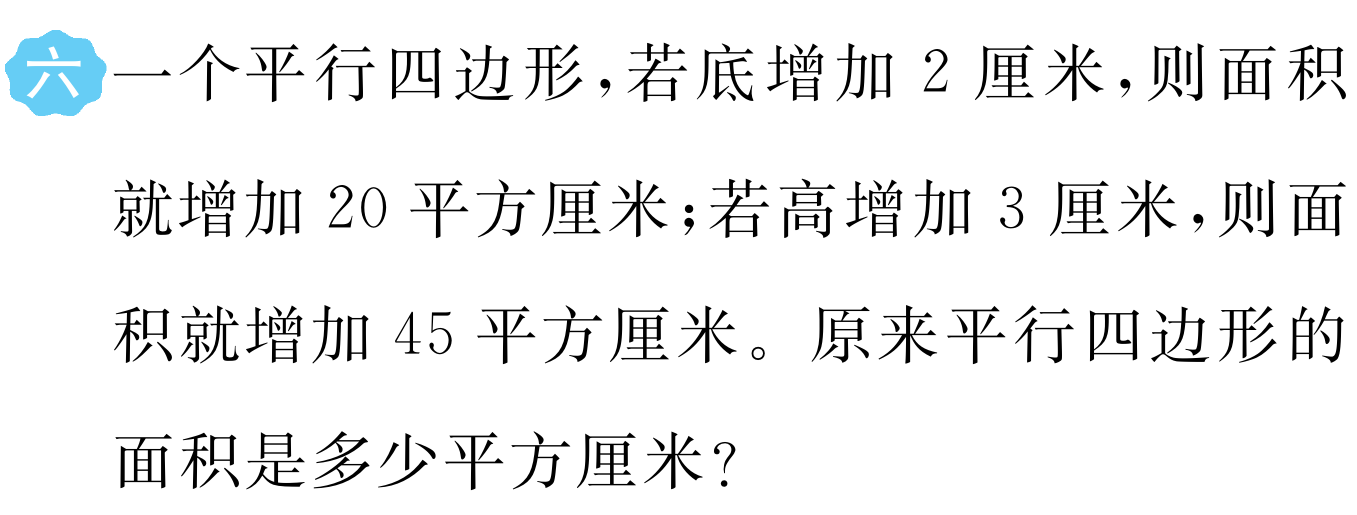 六 一个平行四边形,若底增加 2 厘米,则面积
就增加 20 平方厘米;若高增加 3 厘米,则面
积就增加 45 平方厘米。原来平行四边形的
面积是多少平方厘米?